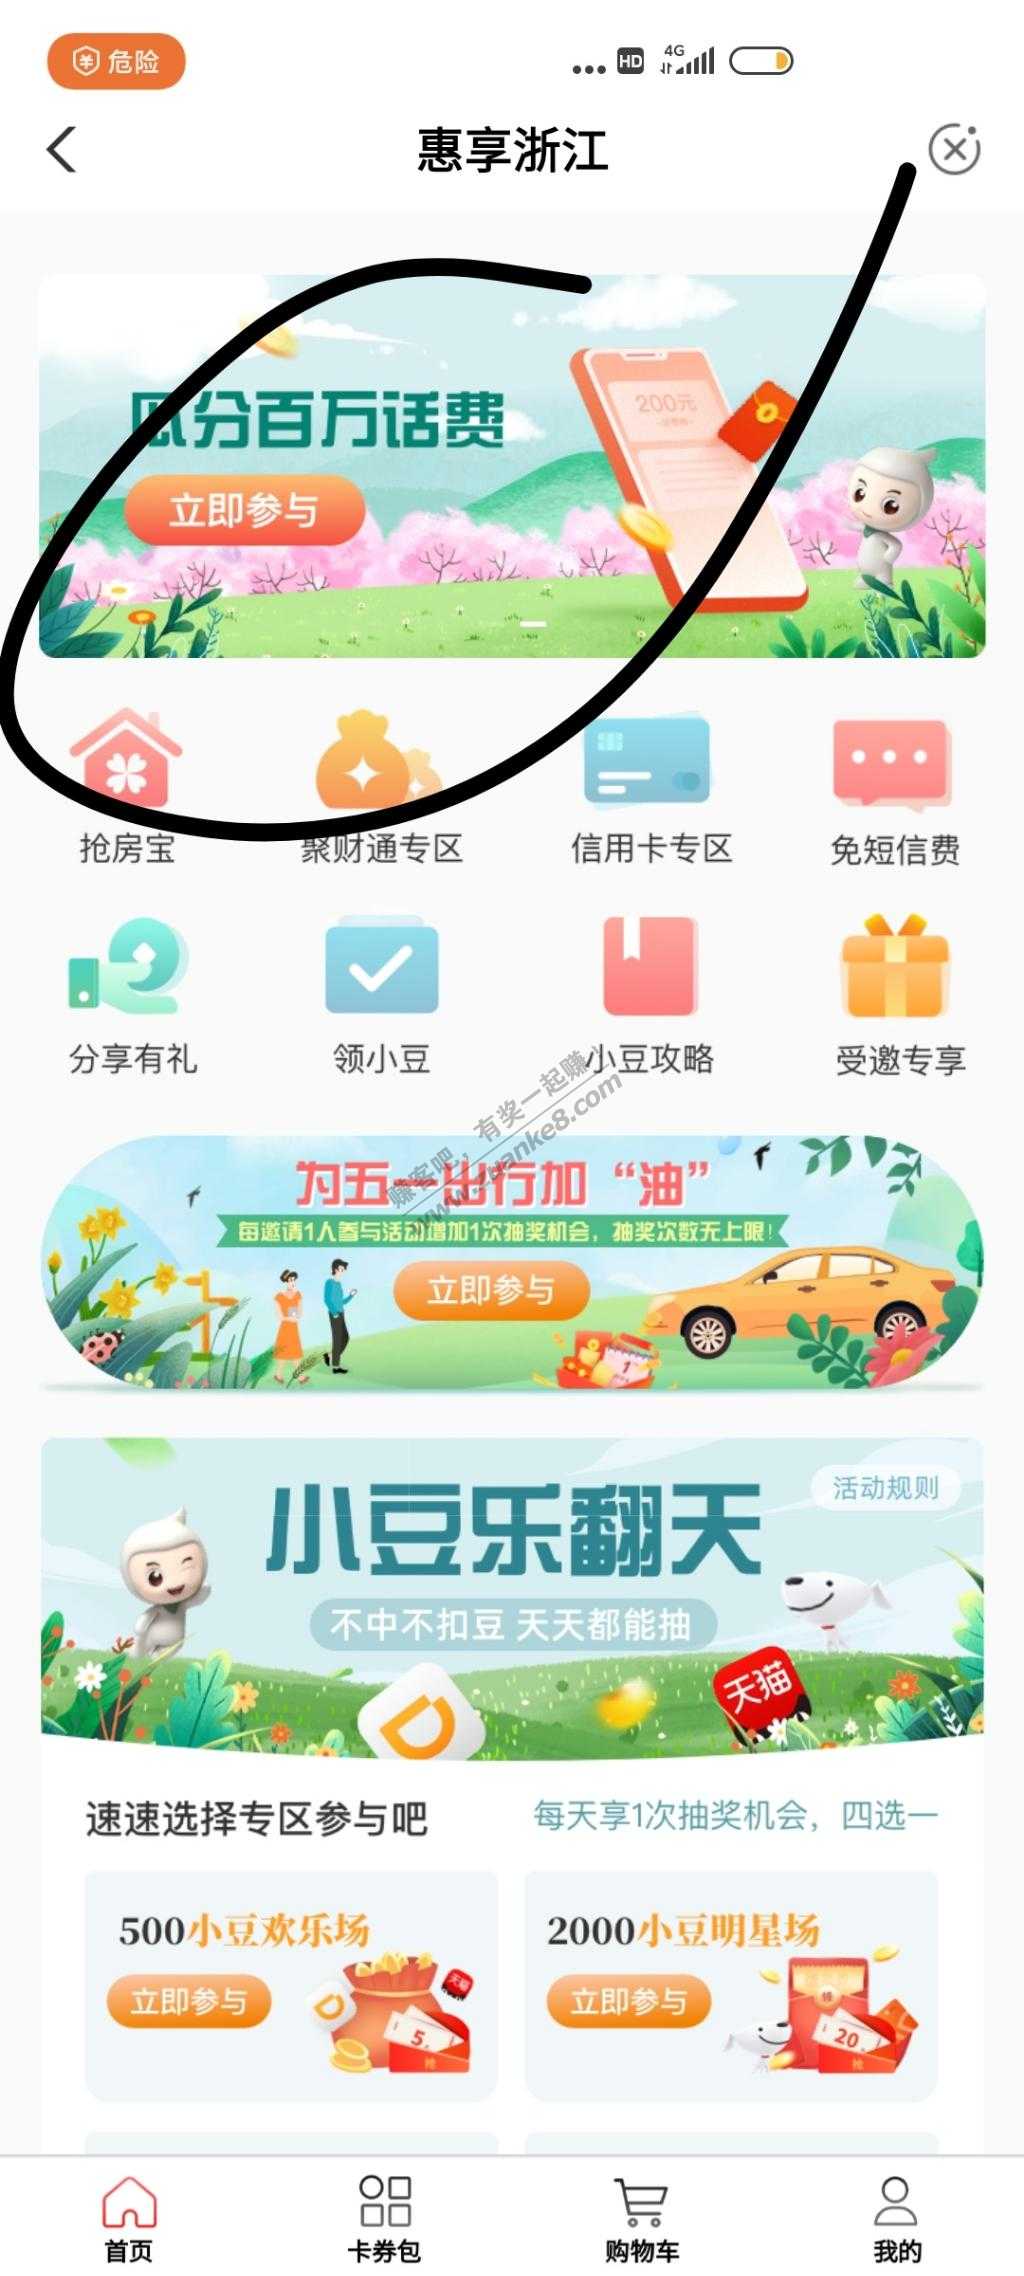 危险
HD 4G
惠享浙江
瓜分百万话费
200元
立即参与
抢房宝 聚财通专区 信用卡专区 免短信费
分享有礼 领小豆 小豆攻略 受邀专享
赚客吧，有奖一起赚！
www.zuanke8.com
为五一出行加“油”
每邀请1人参与活动增加1次抽奖机会，抽奖次数无上限！
立即参与
1
小豆乐翻天
活动规则
不中不扣豆 天天都能抽
天猫
速速选择专区参与吧 每天享1次抽奖机会，四选一
500小豆欢乐场 2000小豆明星场
立即参与 天猫 5 立即参与 20
首页 卡券包 购物车 我的